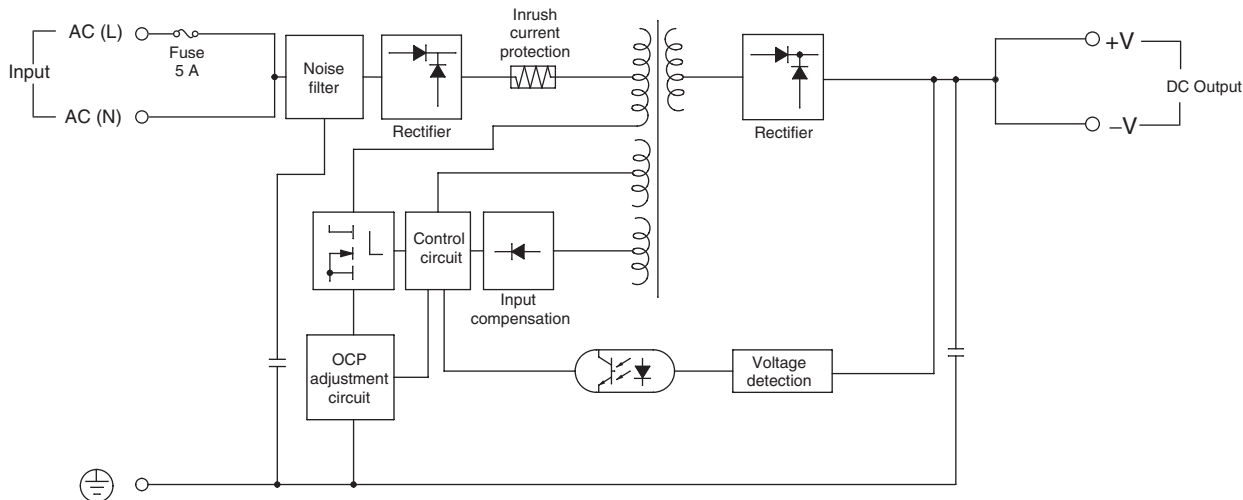 Input
AC (L)
Fuse
5 A
AC (N)
Noise
filter
Rectifier
Inrush
current
protection
Rectifier
+V
DC Output
−V
Control
circuit
Input
compensation
OCP
adjustment
circuit
Voltage
detection